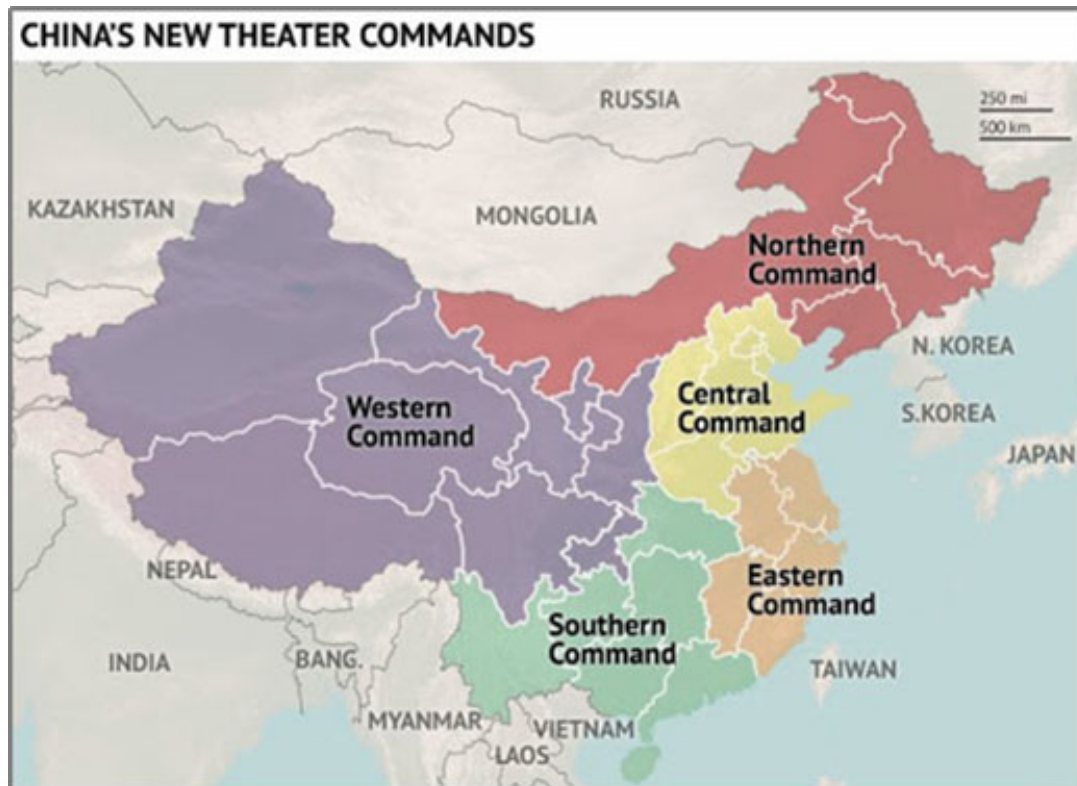 CHINA'S NEW THEATER COMMANDS
RUSSIA
250 mi
500 km
KAZAKHSTAN
MONGOLIA
Northern
Command
N. KOREA
Western
Command
Central
Command
S.KOREA
JAPAN
NEPAL
Eastern
Command
Southern
Command
INDIA
BANG.
TAIWAN
MYANMAR
VIETNAM
LAOS